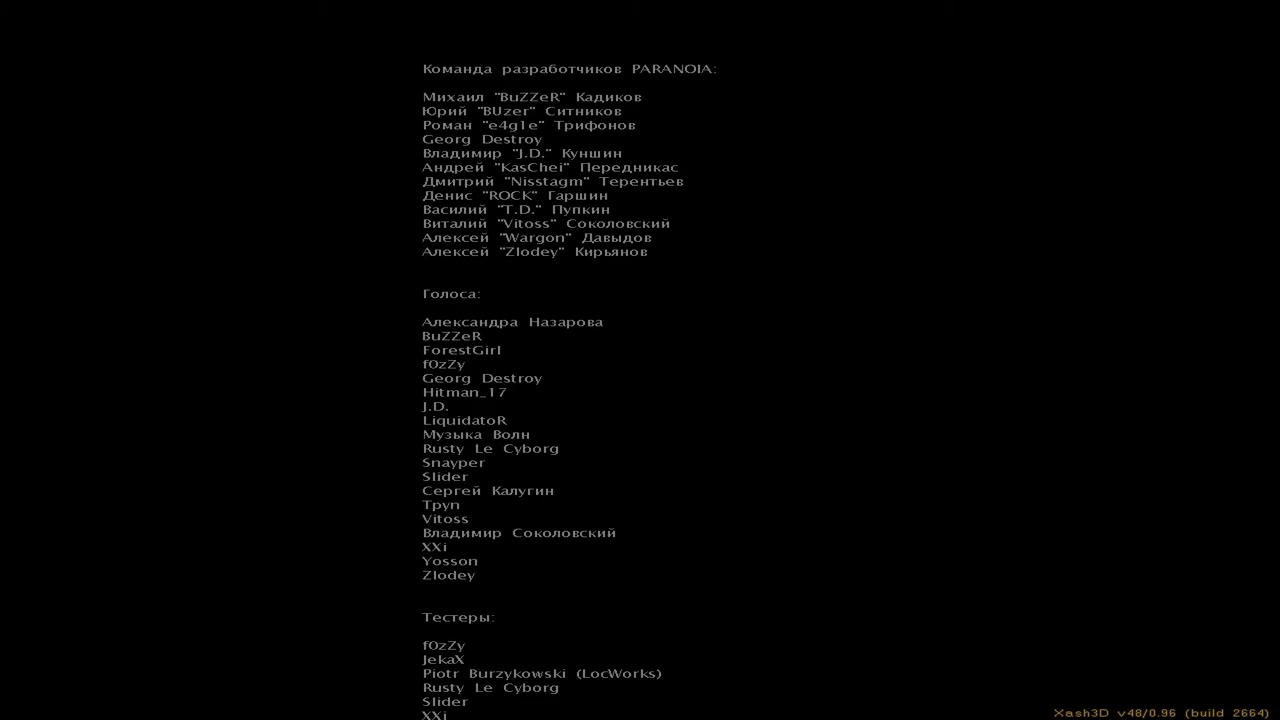 Команда разработчиков PARANOIA:
Михаил "BuZZeR" Кадиков
Юрий "BUzer" Ситников
Роман "e4g1e" Трифонов
Georg Destroy
Владимир "J.D." Куншин
Андрей "KasChei" Передникас
Дмитрий "Nisstagm" Терентьев
Денис "ROCK" Гаршин
Василий "T.D." Пупкин
Виталий "Vitoss" Соколовский
Алексей "Wargon" Давыдов
Алексей "Zlodey" Кирьянов
Голоса:
Александра Назарова
BuZZeR
ForestGirl
f0zZy
Georg Destroy
Hitman_17
J.D.
LiquidatoR
Музыка Волн
Rusty Le Cyborg
Snayper
Slider
Сергей Калугин
Труп
Vitoss
Владимир Соколовский
XXi
Yosson
Zlodey
Тестеры:
f0zZy
JekaX
Piotr Burzykowski (LocWorks)
Rusty Le Cyborg
Slider
XXi
Xash3D v48/0.96 (build 2664)